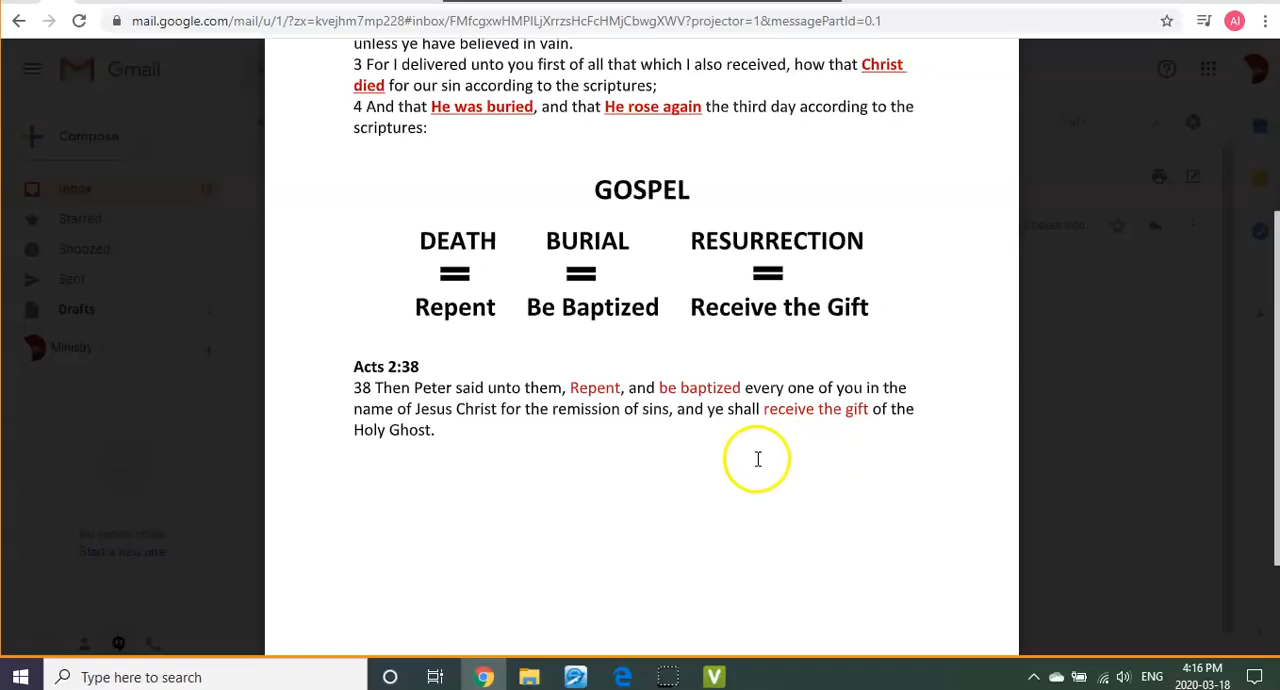 mail.google.com/mail/u/1/?zx=kvejhm7mp228#inbox/FMfcgxwHMPILjXrrzsHcFcHMjCbwgXWV?projector=1&messagePartId=0.1
AI
unless ye have believed in vain.
3 For I delivered unto you first of all that which I also received, how that Christ
died for our sin according to the scriptures;
4 And that He was buried, and that He rose again the third day according to the
scriptures:
GOSPEL
DEATH BURIAL RESURRECTION
= = =
Repent Be Baptized Receive the Gift
Acts 2:38
38 Then Peter said unto them, Repent, and be baptized every one of you in the
name of Jesus Christ for the remission of sins, and ye shall receive the gift of the
Holy Ghost.
Gmail
Compose
Inbox
Starred
Snoozed
Sent
Drafts
Ministry
Start a new one
Type here to search
ENG
4:16 PM
2020-03-18